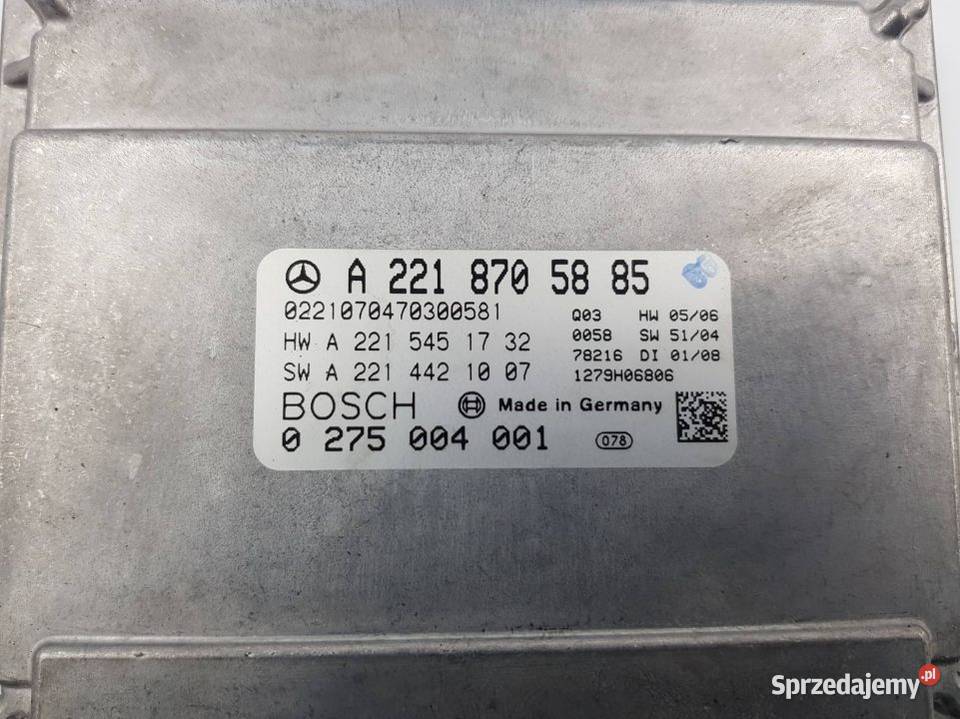 A 221 870 58 85
0221070470300581
HW A 221 545 17 32
SW A 221 442 10 07
Q03 HW 05/06
0058 SW 51/04
78216 DI 01/08
1279H06806
BOSCH Made in Germany
0 275 004 001 078
Sprzedajemy.pl